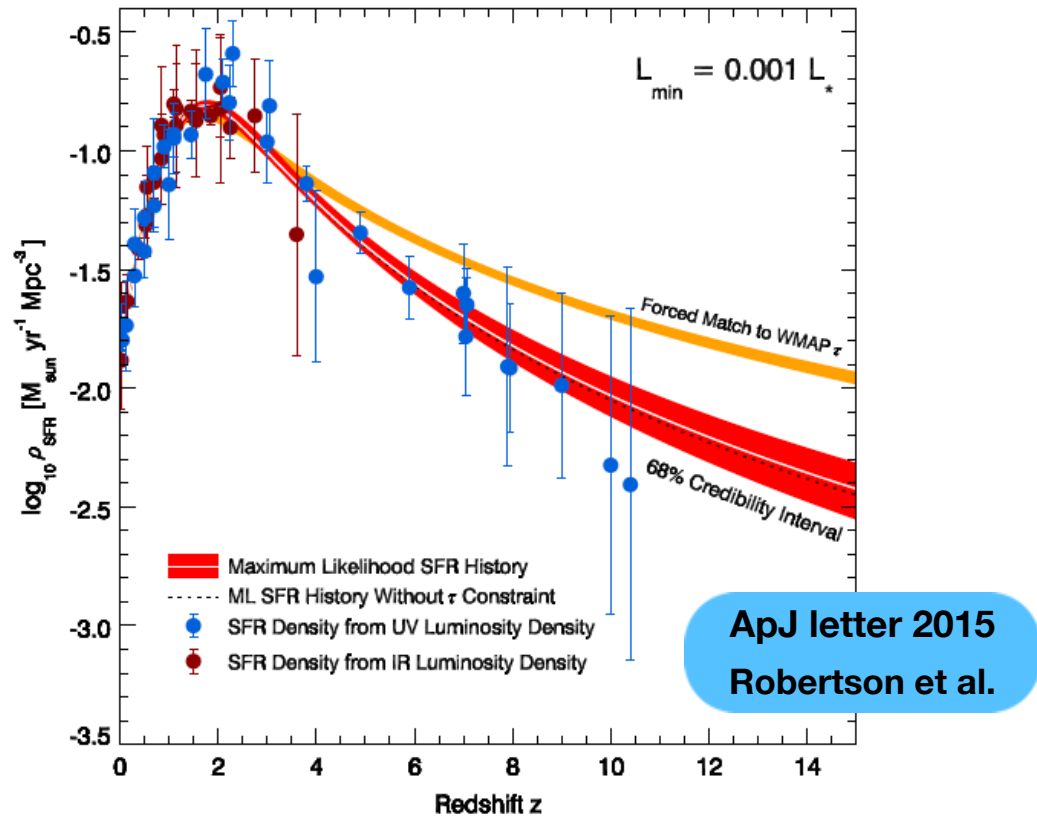 -0.5
-1.0
-1.5
-2.0
-2.5
-3.0
-3.5
log₁₀ ρ_SFR [M_sun yr⁻¹ Mpc⁻³]
L_min = 0.001 L_*
Forced Match to WMAP τ
68% Credibility Interval
Maximum Likelihood SFR History
ML SFR History Without τ Constraint
SFR Density from UV Luminosity Density
SFR Density from IR Luminosity Density
ApJ letter 2015
Robertson et al.
0 2 4 6 8 10 12 14
Redshift z